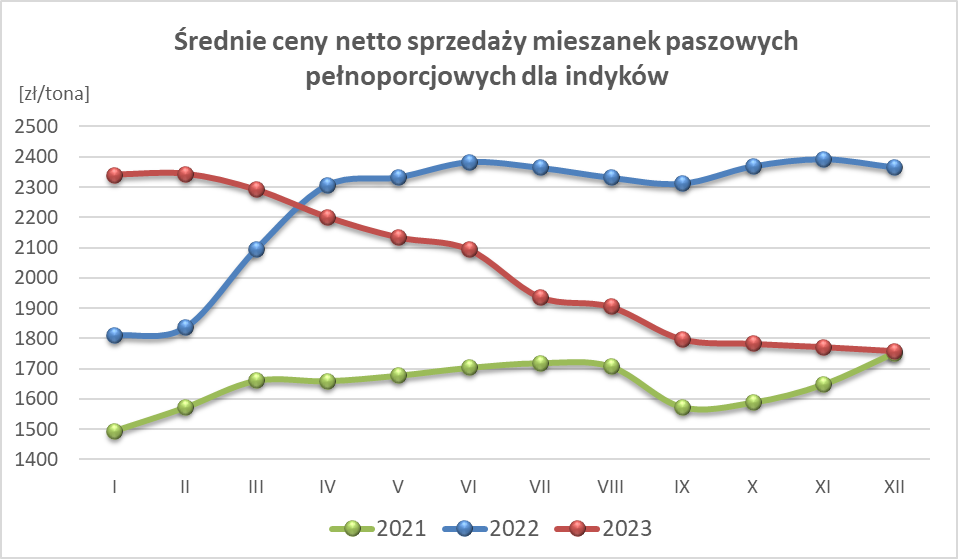 Średnie ceny netto sprzedaży mieszanek paszowych
pełnoporcjowych dla indyków
[zł/tona]
2500
2400
2300
2200
2100
2000
1900
1800
1700
1600
1500
1400
I II III IV V VI VII VIII IX X XI XII
2021 2022 2023